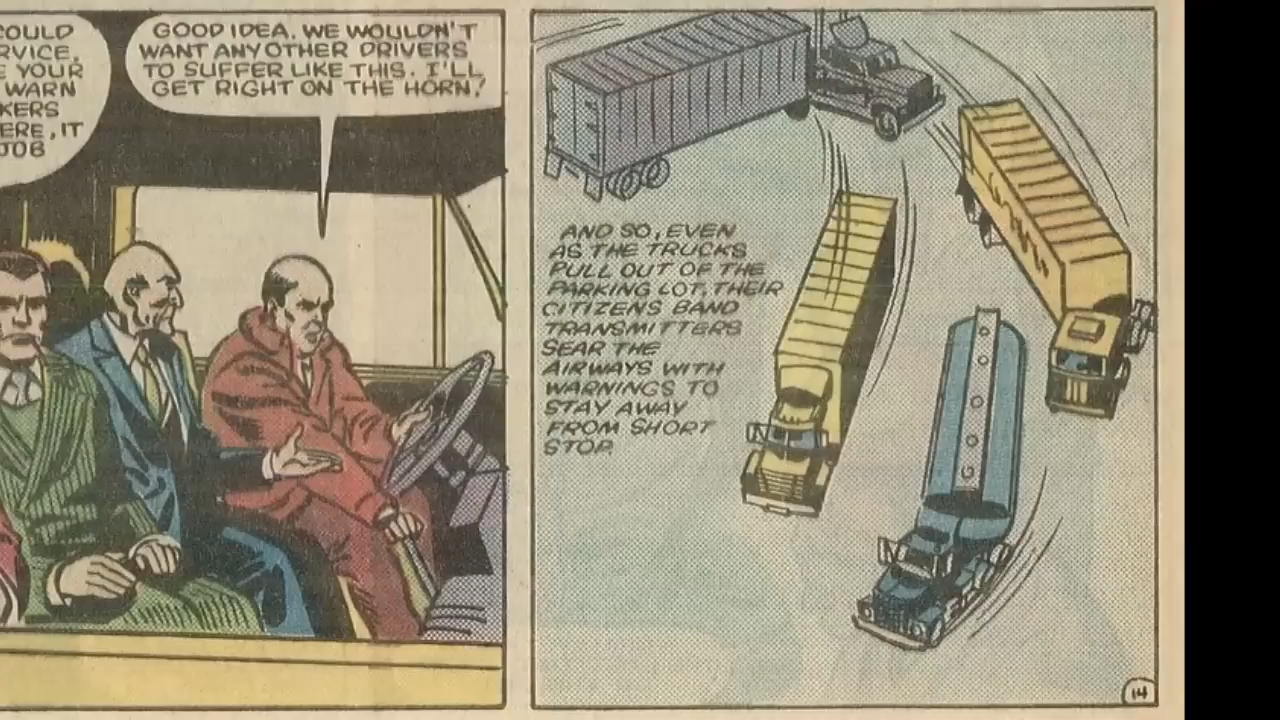 COULD
RVICE.
E YOUR
WARN
KERS
ERE, IT
JOB
GOOD IDEA. WE WOULDN'T
WANT ANY OTHER DRIVERS
TO SUFFER LIKE THIS. I'LL
GET RIGHT ON THE HORN!
AND SO, EVEN
AS THE TRUCKS
PULL OUT OF THE
PARKING LOT, THEIR
CITIZENS BAND
TRANSMITTERS
SEAR THE
AIRWAYS WITH
WARNINGS TO
STAY AWAY
FROM SHORT
STOP.
14